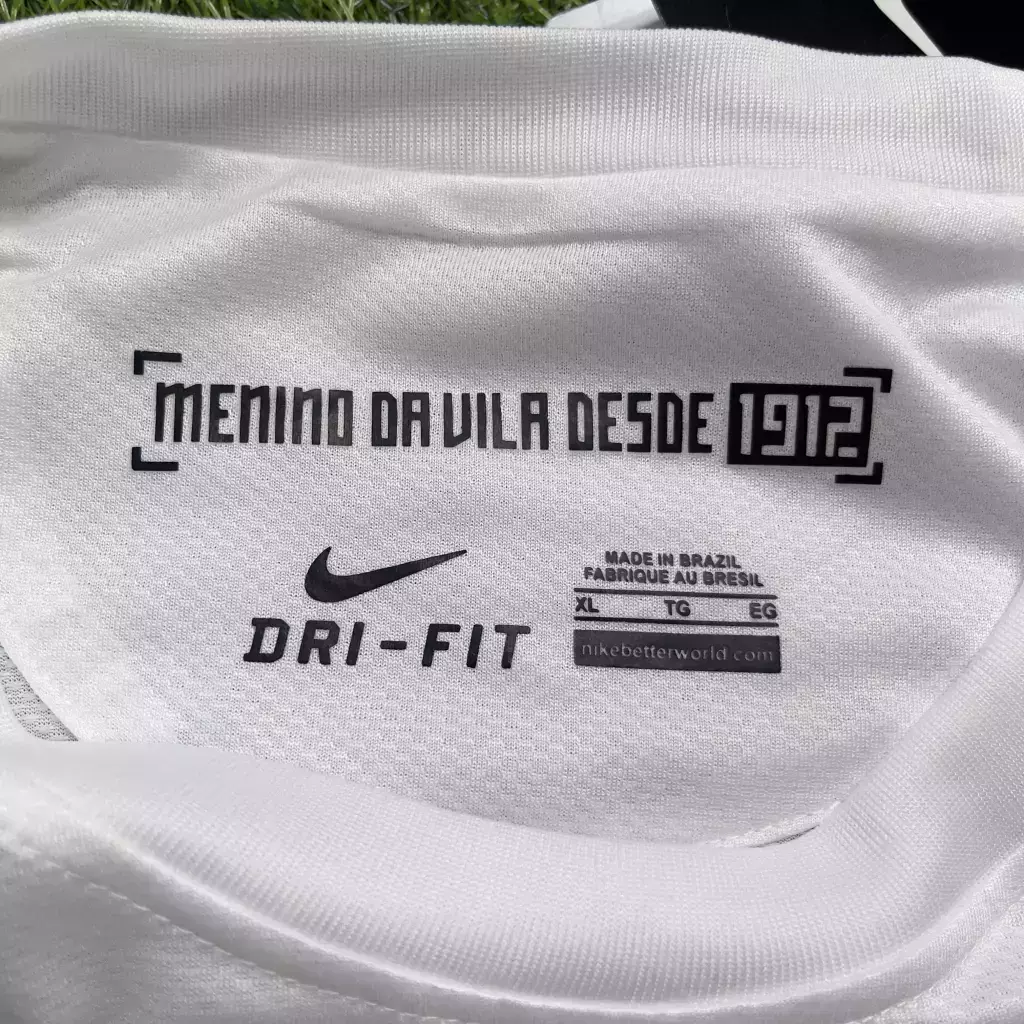 MENINO DA VILA DESDE 1912
DRI-FIT
MADE IN BRAZIL
FABRIQUE AU BRESIL
XL TG EG
nikebetterworld.com